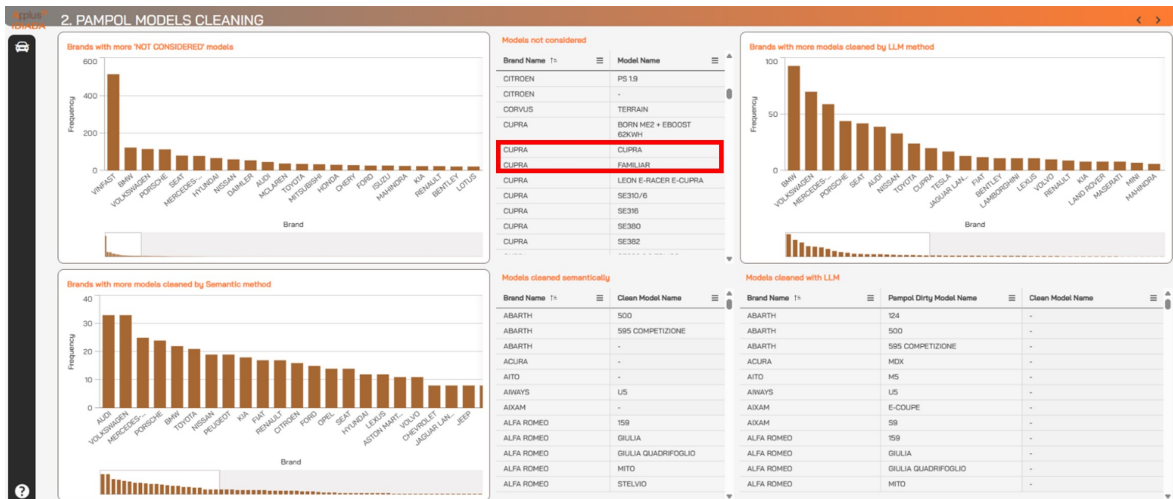 2. PAMPOL MODELS CLEANING
Brands with more 'NOT CONSIDERED' models
600
400
200
0
Frequency
VINFAST
BMW
VOLKSWAGEN
PORSCHE
SEAT
MERCEDES-...
HYUNDAI
NISSAN
DAIMLER
AUDI
MCLAREN
TOYOTA
MITSUBISHI
HONDA
CHERY
FORD
ISUZU
MAHINDRA
KIA
RENAULT
BENTLEY
LOTUS
Brand
Models not considered
Brand Name Model Name
CITROEN PS 1.9
CITROEN -
CORVUS TERRAIN
CUPRA BORN ME2 + EBOOST
62KWH
CUPRA CUPRA
CUPRA FAMILIAR
CUPRA LEON E-RACER E-CUPRA
CUPRA SE310/6
CUPRA SE316
CUPRA SE380
CUPRA SE382
Brands with more models cleaned by LLM method
100
50
0
Frequency
BMW
VOLKSWAGEN
MERCEDES-...
PORSCHE
SEAT
AUDI
NISSAN
TOYOTA
CUPRA
TESLA
JAGUAR LAN...
FIAT
BENTLEY
LAMBORGHINI
LEXUS
VOLVO
RENAULT
KIA
LAND ROVER
MASERATI
MINI
MAHINDRA
Brand
Brands with more models cleaned by Semantic method
40
30
20
10
0
Frequency
AUDI
VOLKSWAGEN
MERCEDES-...
PORSCHE
BMW
TOYOTA
NISSAN
PEUGEOT
KIA
FIAT
RENAULT
CITROEN
FORD
OPEL
SEAT
HYUNDAI
LEXUS
ASTON MART...
VOLVO
CHEVROLET
JAGUAR LAN...
JEEP
Brand
Models cleaned semantically
Brand Name Clean Model Name
ABARTH 500
ABARTH 595 COMPETIZIONE
ABARTH -
ACURA -
AITO -
AIWAYS U5
AIXAM -
ALFA ROMEO 159
ALFA ROMEO GIULIA
ALFA ROMEO GIULIA QUADRIFOGLIO
ALFA ROMEO MITO
ALFA ROMEO STELVIO
Models cleaned with LLM
Brand Name Pampol Dirty Model Name Clean Model Name
ABARTH 124 -
ABARTH 500 -
ABARTH 595 COMPETIZIONE -
ACURA MDX -
AITO M5 -
AIWAYS U5 -
AIXAM E-COUPE -
AIXAM S9 -
ALFA ROMEO 159 -
ALFA ROMEO GIULIA -
ALFA ROMEO GIULIA QUADRIFOGLIO -
ALFA ROMEO MITO -